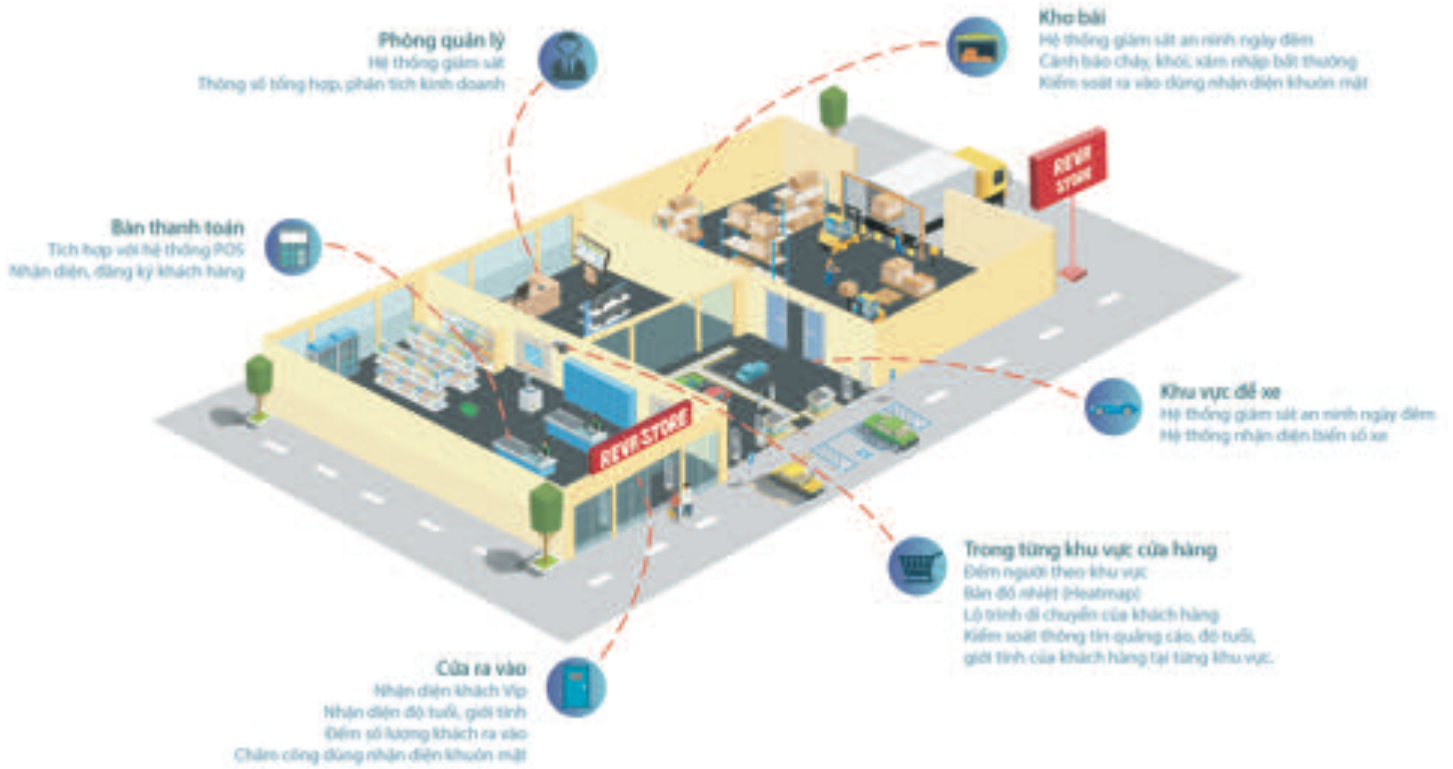 Phòng quản lý
Hệ thống giám sát
Thông số tổng hợp, phân tích kinh doanh
Kho bãi
Hệ thống giám sát an ninh ngày đêm
Cảnh báo cháy, khói, xâm nhập bất thường
Kiểm soát ra vào dùng nhận diện khuôn mặt
REVA
STORE
Bàn thanh toán
Tích hợp với hệ thống POS
Nhận diện, đăng ký khách hàng
Khu vực để xe
Hệ thống giám sát an ninh ngày đêm
Hệ thống nhận diện biển số xe
REVA STORE
Trong từng khu vực cửa hàng
Đếm người theo khu vực
Bản đồ nhiệt (Heatmap)
Lộ trình di chuyển của khách hàng
Kiểm soát thông tin quảng cáo, độ tuổi,
giới tính của khách hàng tại từng khu vực.
Cửa ra vào
Nhận diện khách Vip
Nhận diện độ tuổi, giới tính
Đếm số lượng khách ra vào
Chấm công dùng nhận diện khuôn mặt